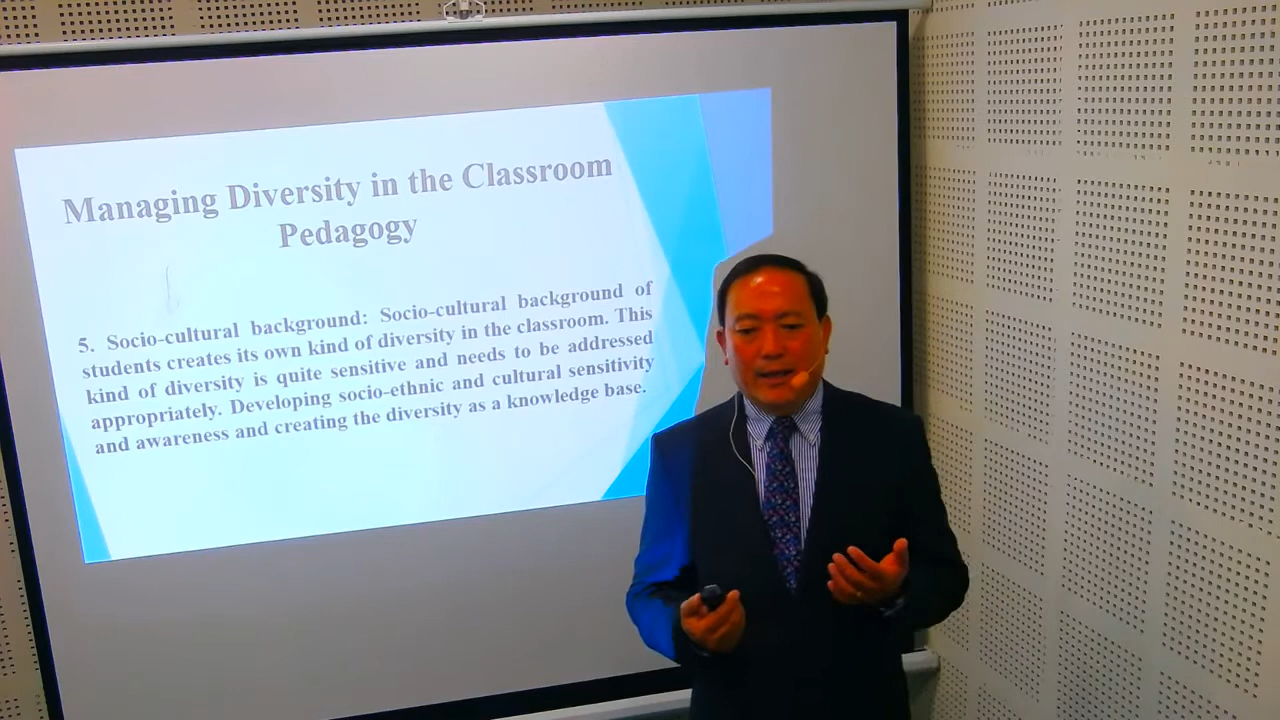 Managing Diversity in the Classroom
Pedagogy
5. Socio-cultural background: Socio-cultural background of
students creates its own kind of diversity in the classroom. This
kind of diversity is quite sensitive and needs to be addressed
appropriately. Developing socio-ethnic and cultural sensitivity
and awareness and creating the diversity as a knowledge base.